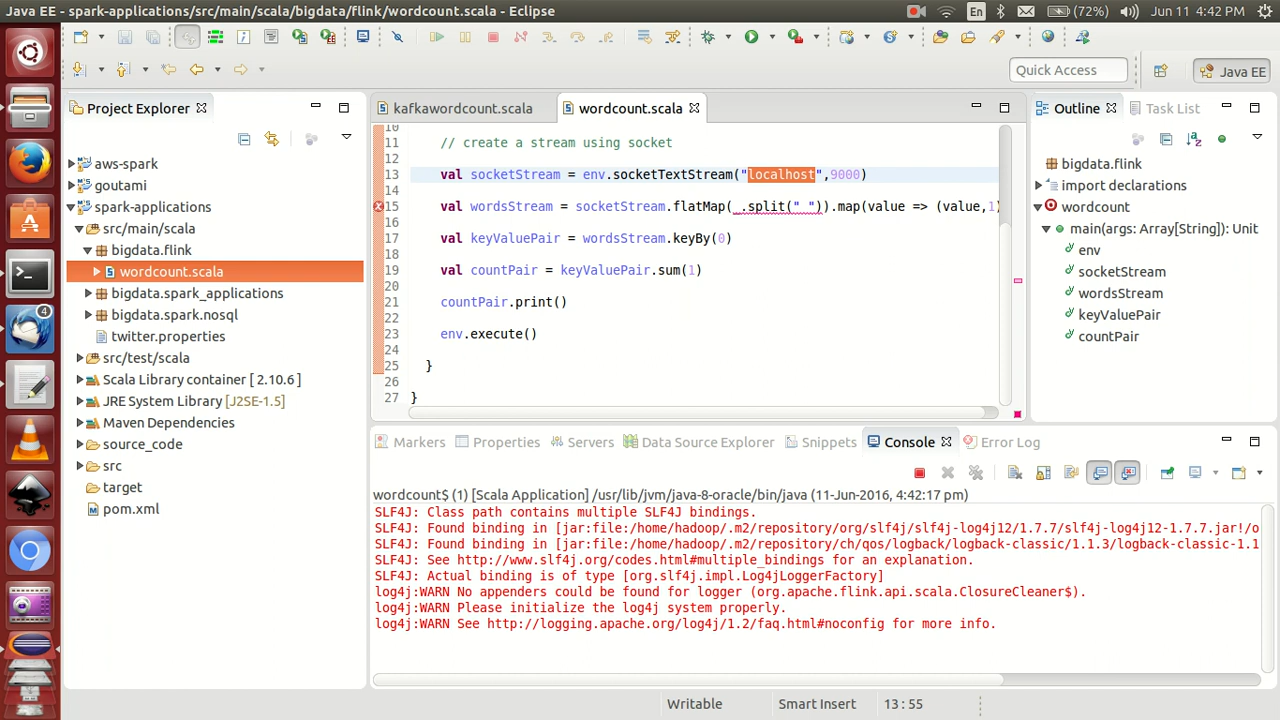 Java EE - spark-applications/src/main/scala/bigdata/flink/wordcount.scala - Eclipse
En
(72%)
Jun 11 4:42 PM
Quick Access
Java EE
Project Explorer
aws-spark
goutami
spark-applications
src/main/scala
bigdata.flink
wordcount.scala
bigdata.spark_applications
bigdata.spark.nosql
twitter.properties
src/test/scala
Scala Library container [ 2.10.6 ]
JRE System Library [J2SE-1.5]
Maven Dependencies
source_code
src
target
pom.xml
4
kafkawordcount.scala
wordcount.scala
10
11 // create a stream using socket
12
13 val socketStream = env.socketTextStream("localhost",9000)
14
15 val wordsStream = socketStream.flatMap(_.split(" ")).map(value => (value,1)
16
17 val keyValuePair = wordsStream.keyBy(0)
18
19 val countPair = keyValuePair.sum(1)
20
21 countPair.print()
22
23 env.execute()
24
25 }
26
27 }
Outline
Task List
bigdata.flink
import declarations
wordcount
main(args: Array[String]): Unit
env
socketStream
wordsStream
keyValuePair
countPair
Markers
Properties
Servers
Data Source Explorer
Snippets
Console
Error Log
wordcount$ (1) [Scala Application] /usr/lib/jvm/java-8-oracle/bin/java (11-Jun-2016, 4:42:17 pm)
SLF4J: Class path contains multiple SLF4J bindings.
SLF4J: Found binding in [jar:file:/home/hadoop/.m2/repository/org/slf4j/slf4j-log4j12/1.7.7/slf4j-log4j12-1.7.7.jar!/o
SLF4J: Found binding in [jar:file:/home/hadoop/.m2/repository/ch/qos/logback/logback-classic/1.1.3/logback-classic-1.1
SLF4J: See http://www.slf4j.org/codes.html#multiple_bindings for an explanation.
SLF4J: Actual binding is of type [org.slf4j.impl.Log4jLoggerFactory]
log4j:WARN No appenders could be found for logger (org.apache.flink.api.scala.ClosureCleaner$).
log4j:WARN Please initialize the log4j system properly.
log4j:WARN See http://logging.apache.org/log4j/1.2/faq.html#noconfig for more info.
Writable
Smart Insert
13 : 55